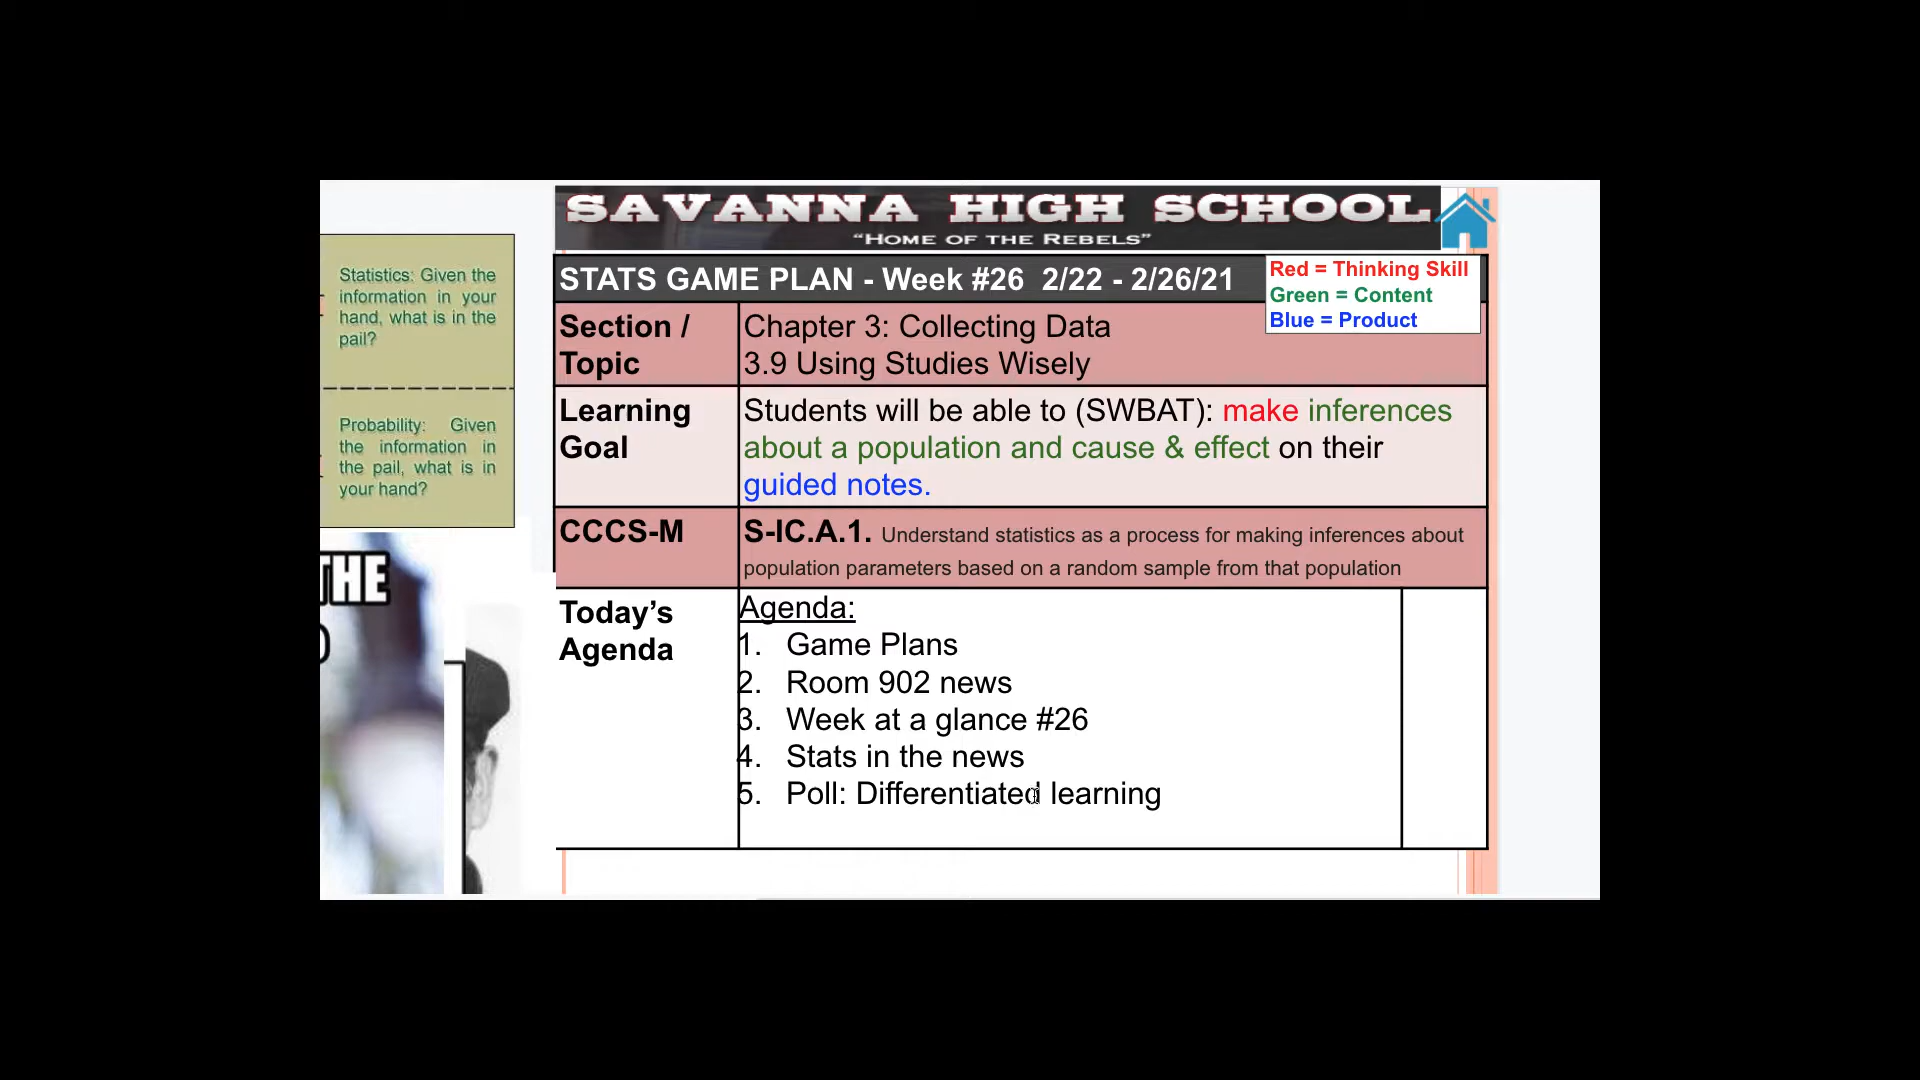 SAVANNA HIGH SCHOOL
“HOME OF THE REBELS”
Statistics: Given the
information in your
hand, what is in the
pail?
Probability: Given
the information in
the pail, what is in
your hand?
THE
STATS GAME PLAN - Week #26 2/22 - 2/26/21
Red = Thinking Skill
Green = Content
Blue = Product
Section /
Topic
Chapter 3: Collecting Data
3.9 Using Studies Wisely
Learning
Goal
Students will be able to (SWBAT): make inferences
about a population and cause & effect on their
guided notes.
CCCS-M
S-IC.A.1. Understand statistics as a process for making inferences about
population parameters based on a random sample from that population
Today’s
Agenda
Agenda:
1. Game Plans
2. Room 902 news
3. Week at a glance #26
4. Stats in the news
5. Poll: Differentiated learning